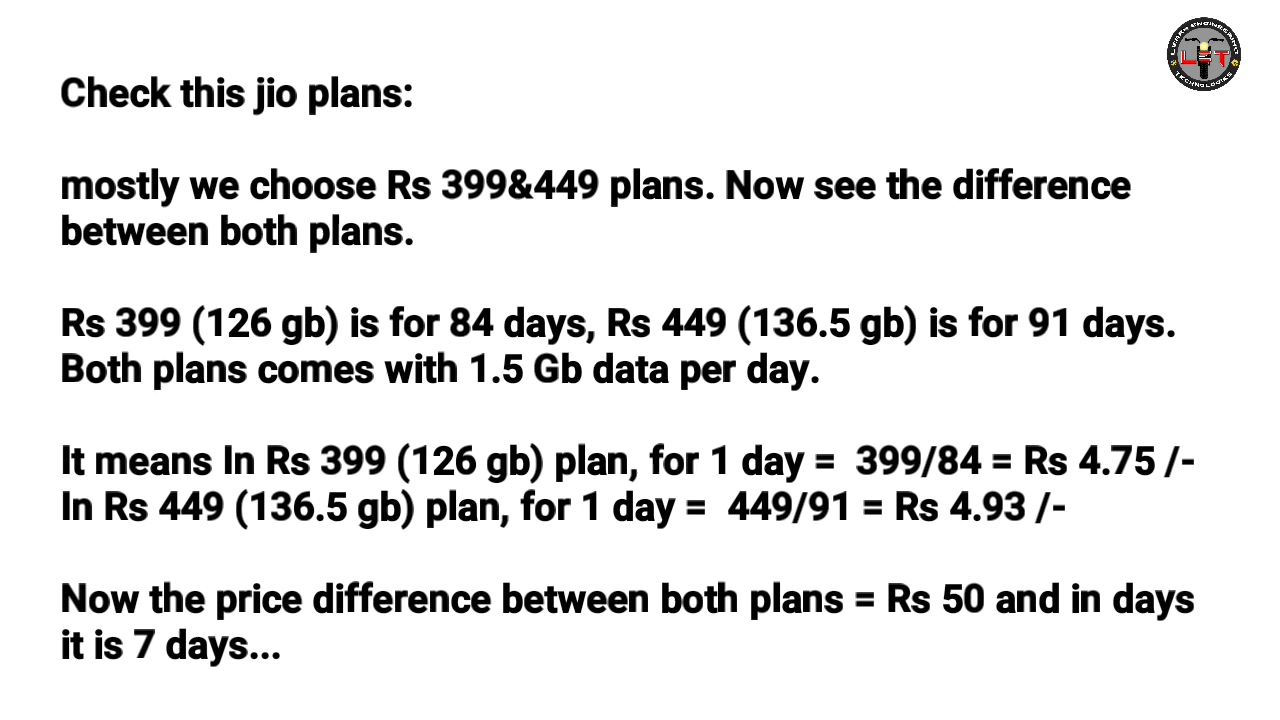 Check this jio plans:
mostly we choose Rs 399&449 plans. Now see the difference
between both plans.
Rs 399 (126 gb) is for 84 days, Rs 449 (136.5 gb) is for 91 days.
Both plans comes with 1.5 Gb data per day.
It means In Rs 399 (126 gb) plan, for 1 day =  399/84 = Rs 4.75 /-
In Rs 449 (136.5 gb) plan, for 1 day =  449/91 = Rs 4.93 /-
Now the price difference between both plans = Rs 50 and in days
it is 7 days...
LEARN ENGINEERING
LET
TECHNOLOGIES